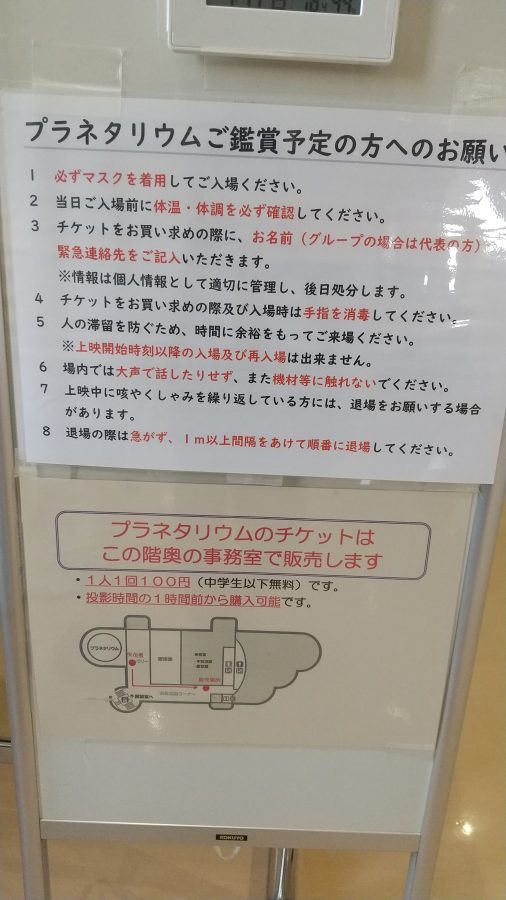 プラネタリウムご鑑賞予定の方へのお願い
1 必ずマスクを着用してご入場ください。
2 当日ご入場前に体温・体調を必ず確認してください。
3 チケットをお買い求めの際に、お名前（グループの場合は代表の方）
緊急連絡先をご記入いただきます。
※情報は個人情報として適切に管理し、後日処分します。
4 チケットをお買い求めの際及び入場時は手指を消毒してください。
5 人の滞留を防ぐため、時間に余裕をもってご来場ください。
※上映開始時刻以降の入場及び再入場は出来ません。
6 場内では大声で話したりせず、また機材等に触れないでください。
7 上映中に咳やくしゃみを繰り返している方には、退場をお願いする場合
があります。
8 退場の際は急がず、1m以上間隔をあけて順番に退場してください。
プラネタリウムのチケットは
この階奥の事務室で販売します
・1人1回100円（中学生以下無料）です。
・投影時間の1時間前から購入可能です。
プラネタリウム
現在地
販売場所
KOKUYO